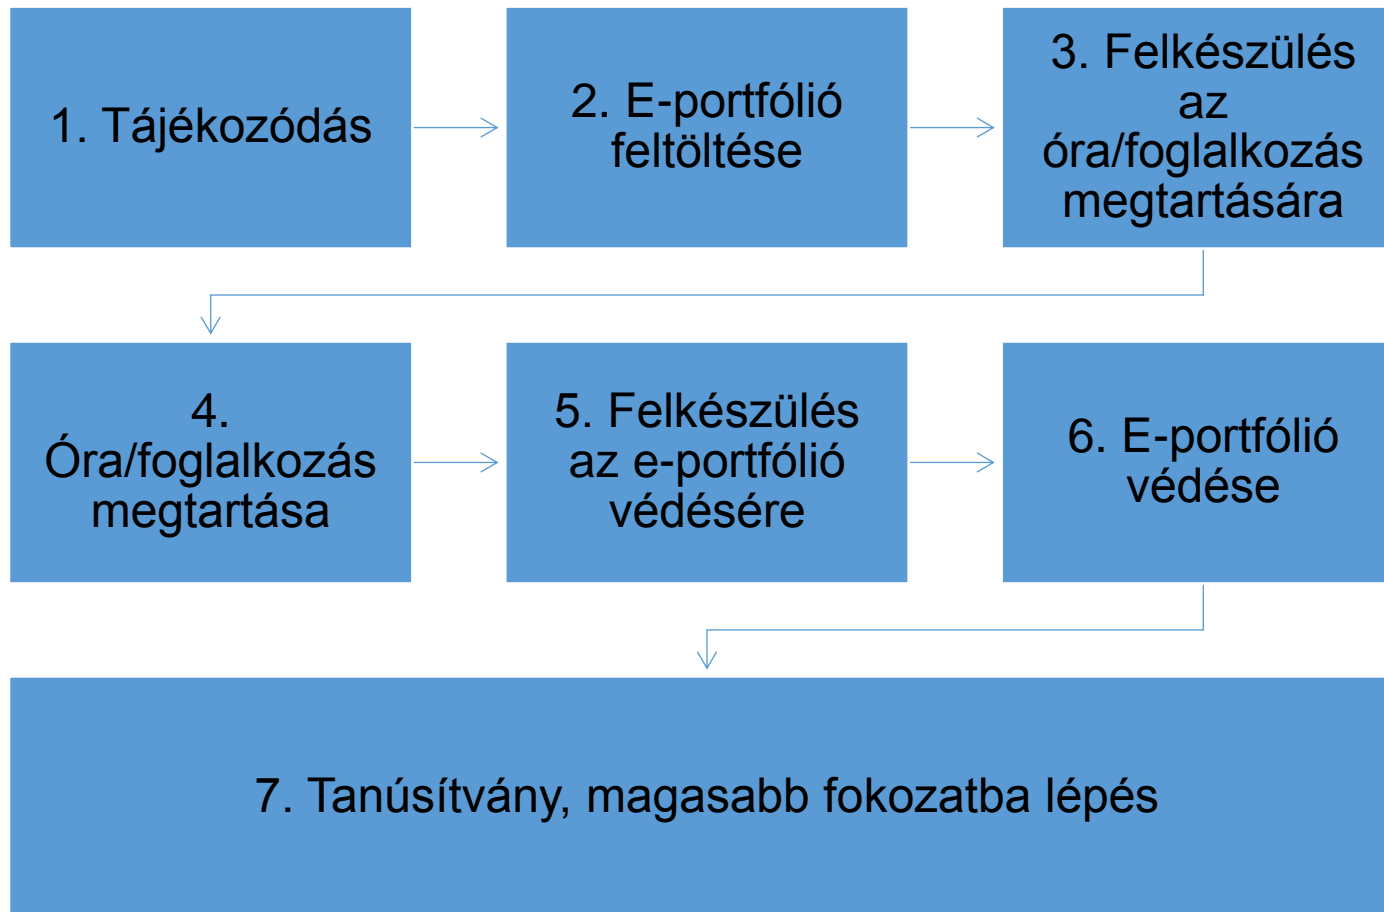 1. Tájékozódás
2. E-portfólió
feltöltése
3. Felkészülés
az
óra/foglalkozás
megtartására
4.
Óra/foglalkozás
megtartása
5. Felkészülés
az e-portfólió
védésére
6. E-portfólió
védése
7. Tanúsítvány, magasabb fokozatba lépés